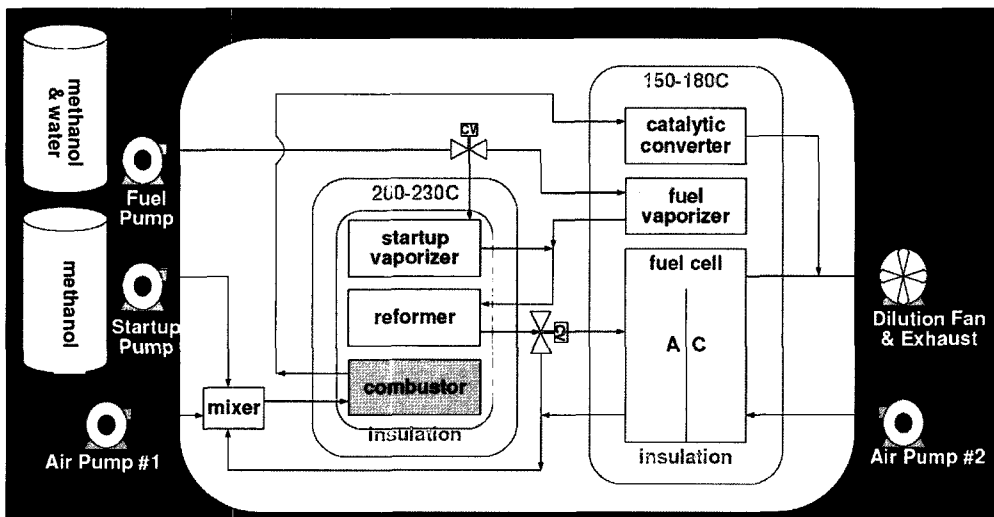 methanol
& water
Fuel
Pump
methanol
Startup
Pump
Air Pump #1
mixer
CV
200-230C
startup
vaporizer
reformer
combustor
insulation
CV
150-180C
catalytic
converter
fuel
vaporizer
fuel cell
A C
insulation
Dilution Fan
& Exhaust
Air Pump #2